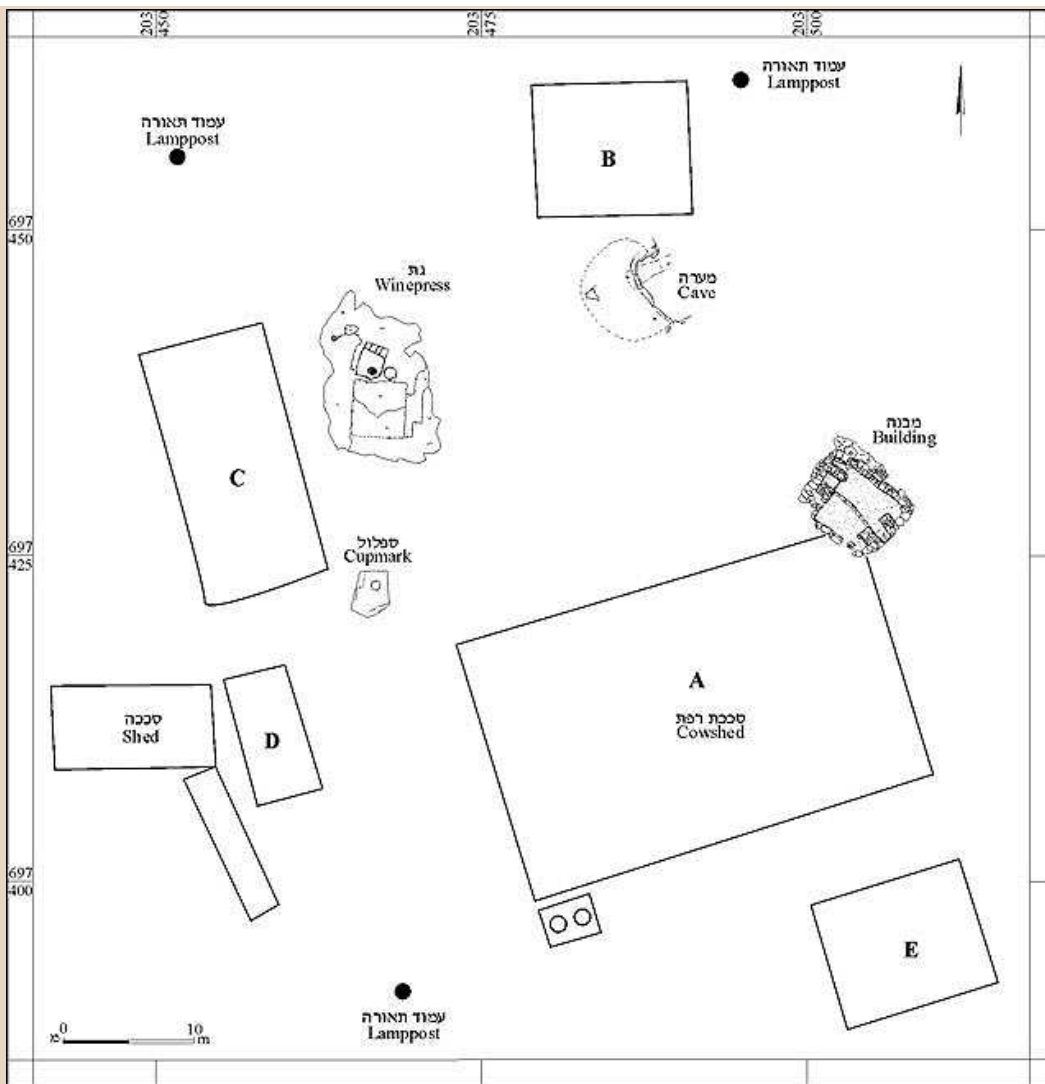 203
450
203
475
203
500
עמוד תאורה
Lamppost
עמוד תאורה
Lamppost
B
697
450
גת
Winepress
מערה
Cave
מבנה
Building
C
697
425
ספלול
Cupmark
A
סככת רפת
Cowshed
סככה
Shed
D
697
400
E
עמוד תאורה
Lamppost
0 10
מ m